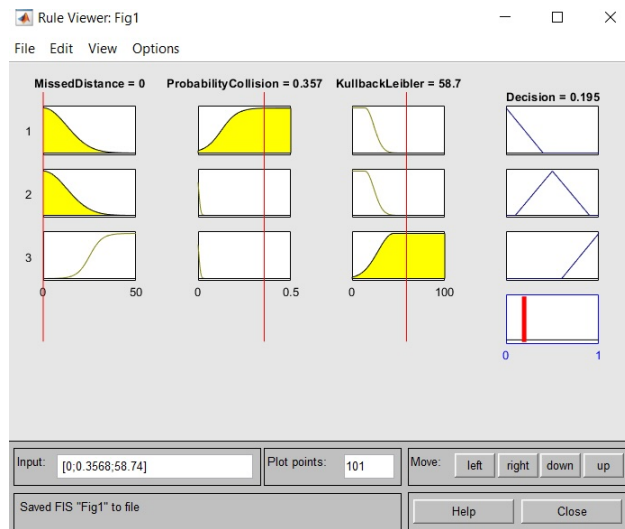 Rule Viewer: Fig1
File Edit View Options
MissedDistance = 0 ProbabilityCollision = 0.357 KullbackLeibler = 58.7 Decision = 0.195
1
2
3
0 50 0 0.5 0 100
0 1
Input: [0;0.3568;58.74] Plot points: 101 Move: left right down up
Saved FIS "Fig1" to file Help Close